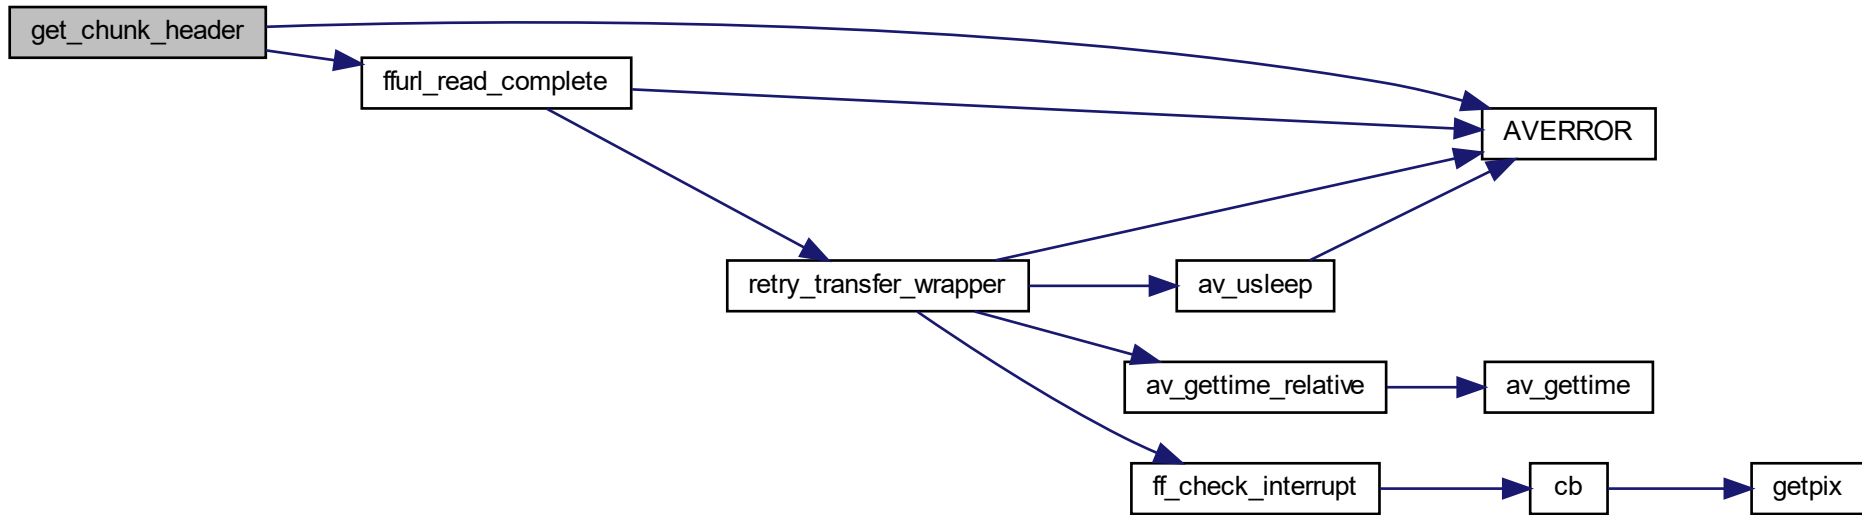 get_chunk_header
ffurl_read_complete
AVERROR
retry_transfer_wrapper
av_usleep
av_gettime_relative
av_gettime
ff_check_interrupt
cb
getpix